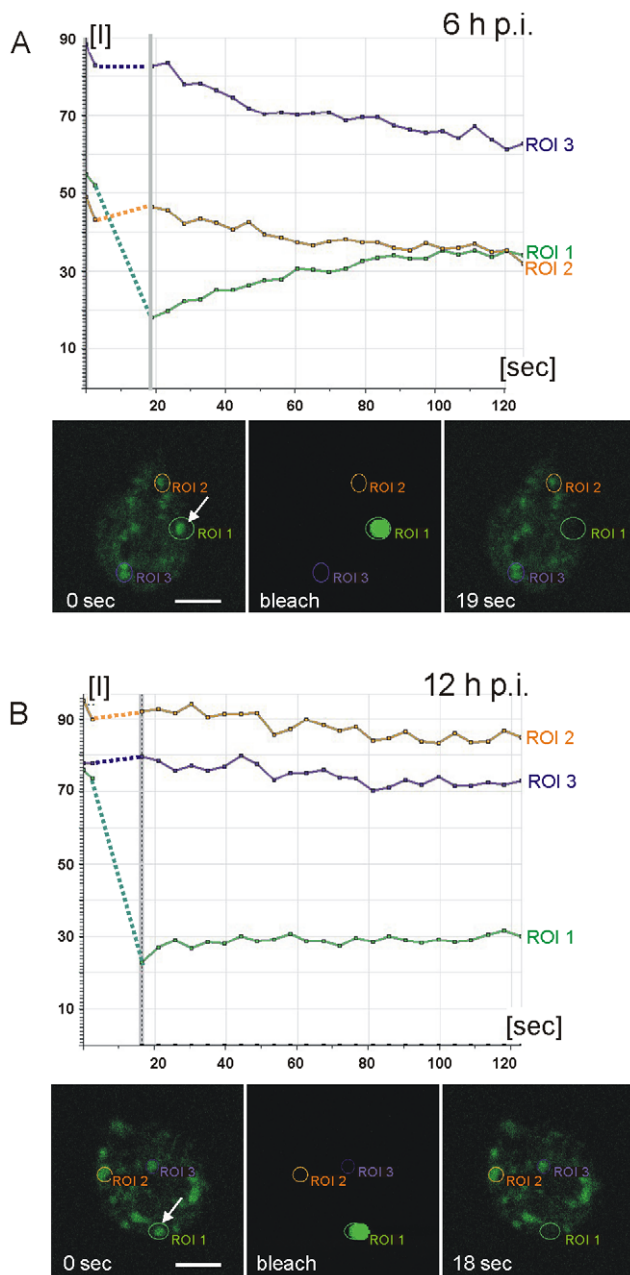 A
[I]
6 h p.i.
90
70
50
30
10
ROI 3
ROI 1
ROI 2
[sec]
20 40 60 80 100 120
ROI 2
ROI 1
ROI 3
0 sec
ROI 2
ROI 1
ROI 3
bleach
ROI 2
ROI 1
ROI 3
19 sec
B
[I]
12 h p.i.
90
70
50
30
10
ROI 2
ROI 3
ROI 1
[sec]
20 40 60 80 100 120
ROI 3
ROI 2
ROI 1
0 sec
ROI 3
ROI 2
ROI 1
bleach
ROI 3
ROI 2
ROI 1
18 sec